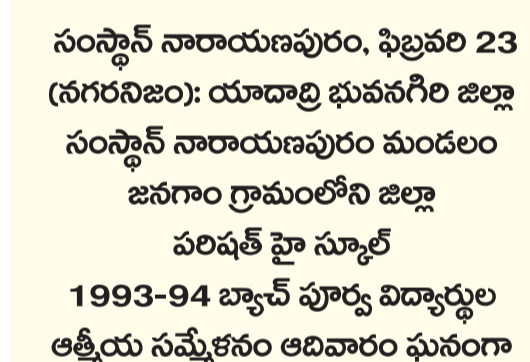 సంస్థాన్ నారాయణపురం, ఫిబ్రవరి 23
(నగరనిజం): యాదాద్రి భువనగిరి జిల్లా
సంస్థాన్ నారాయణపురం మండలం
జనగాం గ్రామంలోని జిల్లా
పరిషత్ హై స్కూల్
1993-94 బ్యాచ్ పూర్వ విద్యార్థుల
ఆత్మీయ సమ్మేళనం ఆదివారం ఘనంగా